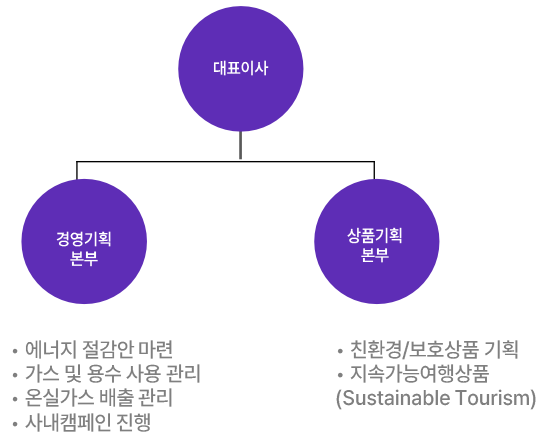 대표이사
경영기획
본부
상품기획
본부
• 에너지 절감안 마련
• 가스 및 용수 사용 관리
• 온실가스 배출 관리
• 사내캠페인 진행
• 친환경/보호상품 기획
• 지속가능여행상품
(Sustainable Tourism)